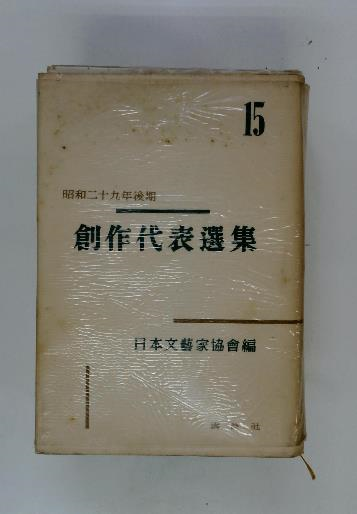 15
昭和二十九年後期
創作代表選集
日本文藝家協會編